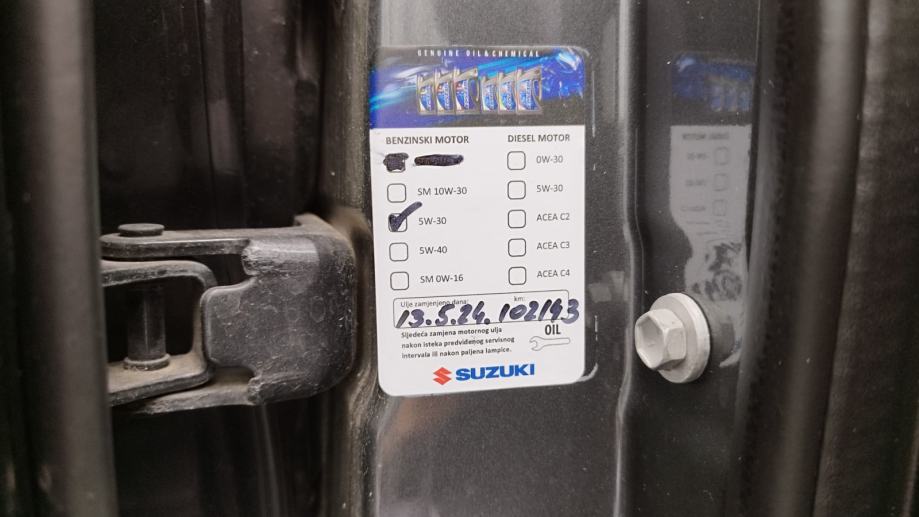 GENUINE OIL & CHEMICAL
BENZINSKI MOTOR
SM 10W-30
5W-30
5W-40
SM 0W-16
DIESEL MOTOR
0W-30
5W-30
ACEA C2
ACEA C3
ACEA C4
Ulje zamjenjeno dana: km:
13.5.24. 102143
Sljedeća zamjena motornog ulja
nakon isteka predviđenog servisnog
intervala ili nakon paljena lampice.
OIL
SUZUKI